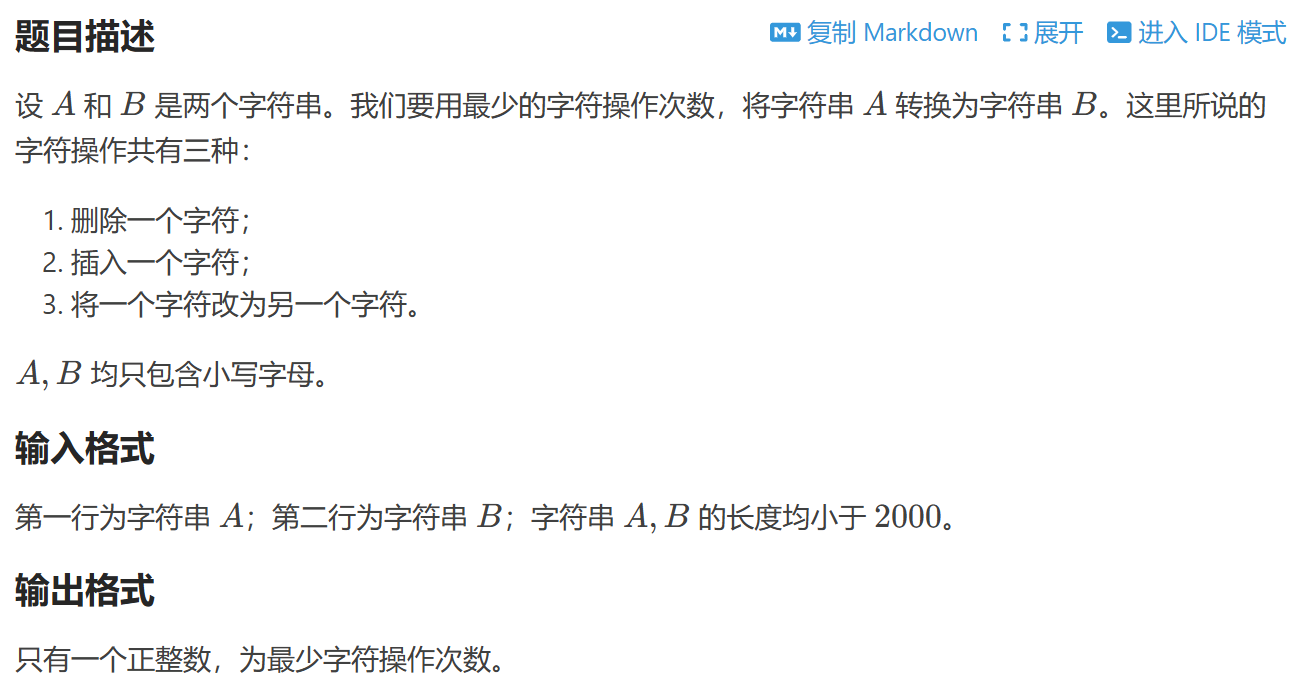 题目描述 复制 Markdown 展开 进入 IDE 模式
设 A 和 B 是两个字符串。我们要用最少的字符操作次数，将字符串 A 转换为字符串 B。这里所说的
字符操作共有三种：
1. 删除一个字符；
2. 插入一个字符；
3. 将一个字符改为另一个字符。
A, B 均只包含小写字母。
输入格式
第一行为字符串 A；第二行为字符串 B；字符串 A, B 的长度均小于 2000。
输出格式
只有一个正整数，为最少字符操作次数。